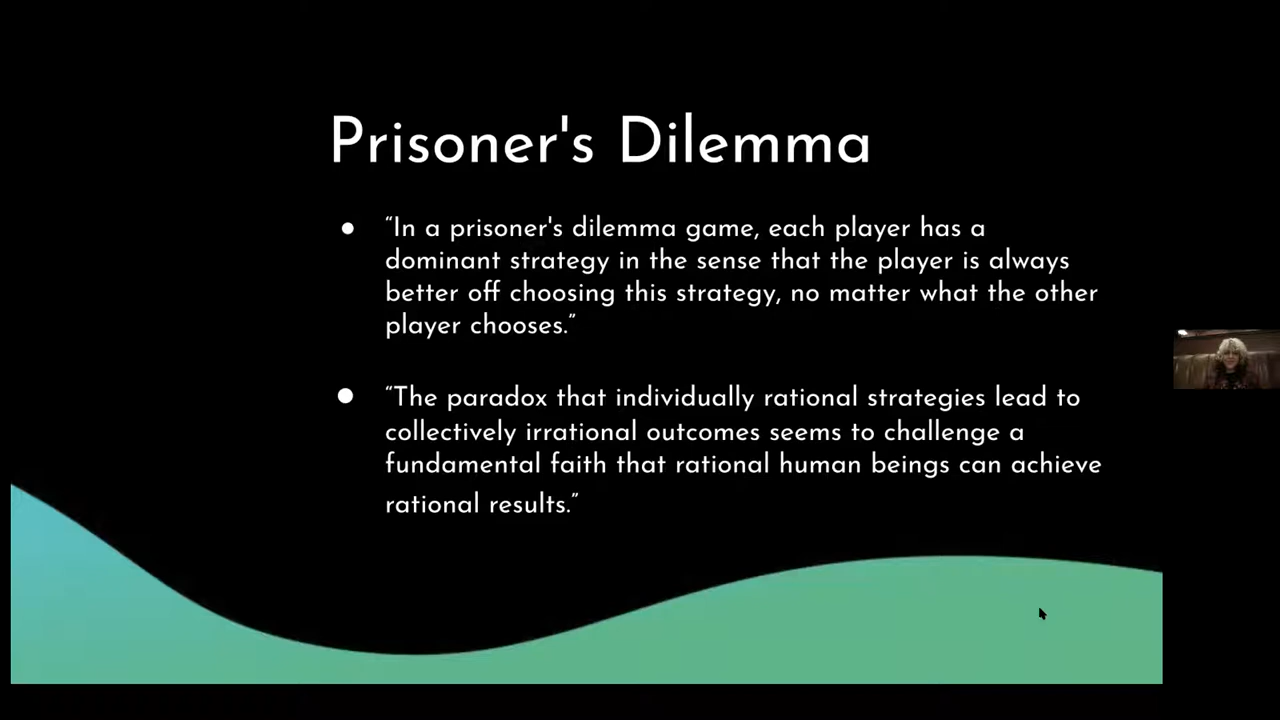 Prisoner's Dilemma
● “In a prisoner's dilemma game, each player has a
dominant strategy in the sense that the player is always
better off choosing this strategy, no matter what the other
player chooses.”
● “The paradox that individually rational strategies lead to
collectively irrational outcomes seems to challenge a
fundamental faith that rational human beings can achieve
rational results.”